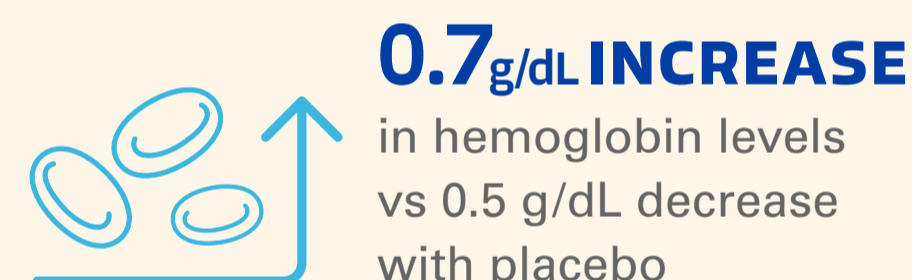 0.7g/dL INCREASE
in hemoglobin levels
vs 0.5 g/dL decrease
with placebo